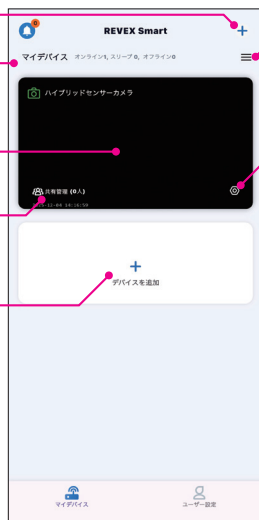 0
REVEX Smart
マイデバイス オンライン1, スリープ 0, オフライン0
ハイブリッドセンサーカメラ
共有管理 (0人)
デバイスを追加
マイデバイス ユーザー設定